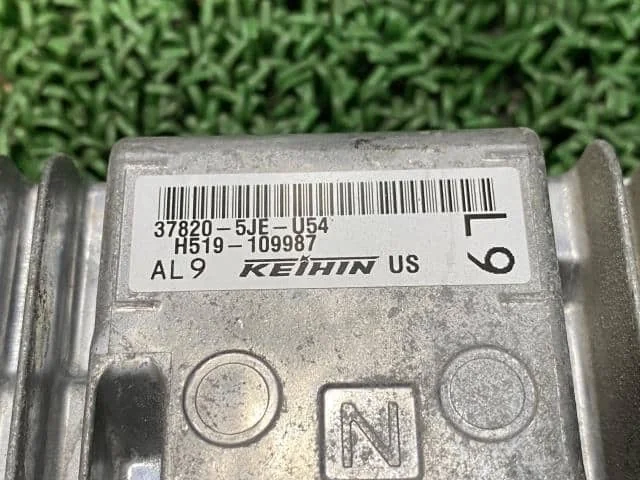 37820-5JE-U54
H519-109987
AL9 KEIHIN US
L9
N